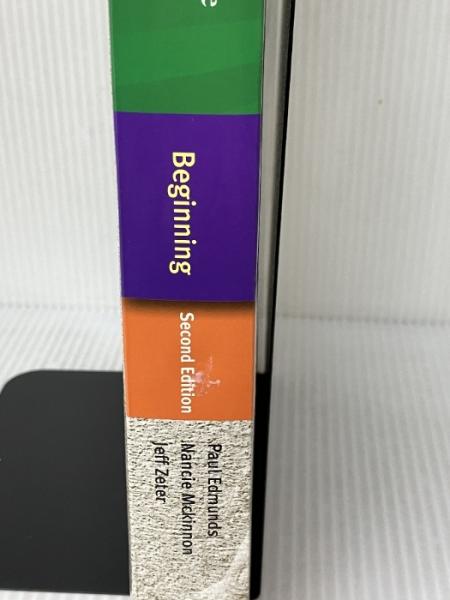 Beginning
Second Edition
Paul Edmunds
Nancie Mckinnon
Jeff Zeter